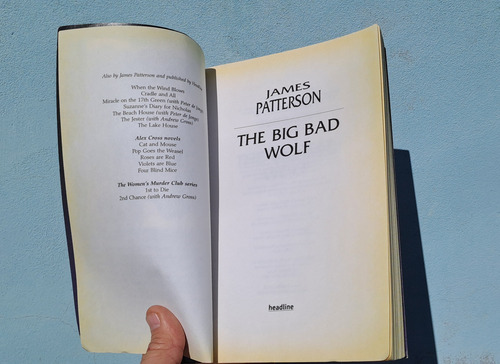 Also by James Patterson and published by Headline
When the Wind Blows
Cradle and All
Miracle on the 17th Green (with Peter de Jonge)
Suzanne's Diary for Nicholas
The Beach House (with Peter de Jonge)
The Jester (with Andrew Gross)
The Lake House
Alex Cross novels
Cat and Mouse
Pop Goes the Weasel
Roses are Red
Violets are Blue
Four Blind Mice
The Women's Murder Club series
1st to Die
2nd Chance (with Andrew Gross)
JAMES
PATTERSON
THE BIG BAD
WOLF
headline